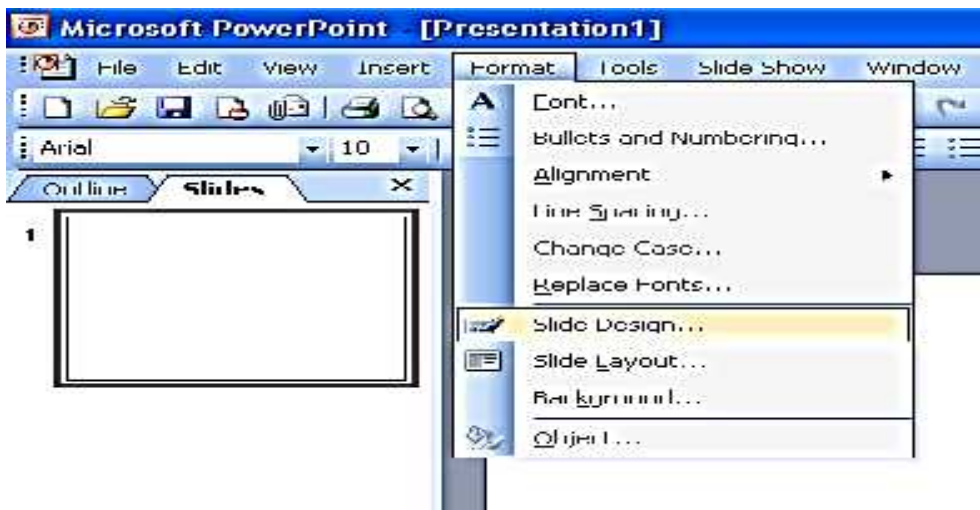 Microsoft PowerPoint - [Presentation1]
File Edit View Insert Format Tools Slide Show Window
Arial 10
Outline Slides
1
Font...
Bullets and Numbering...
Alignment
Line Spacing...
Change Case...
Replace Fonts...
Slide Design...
Slide Layout...
Background...
Object...